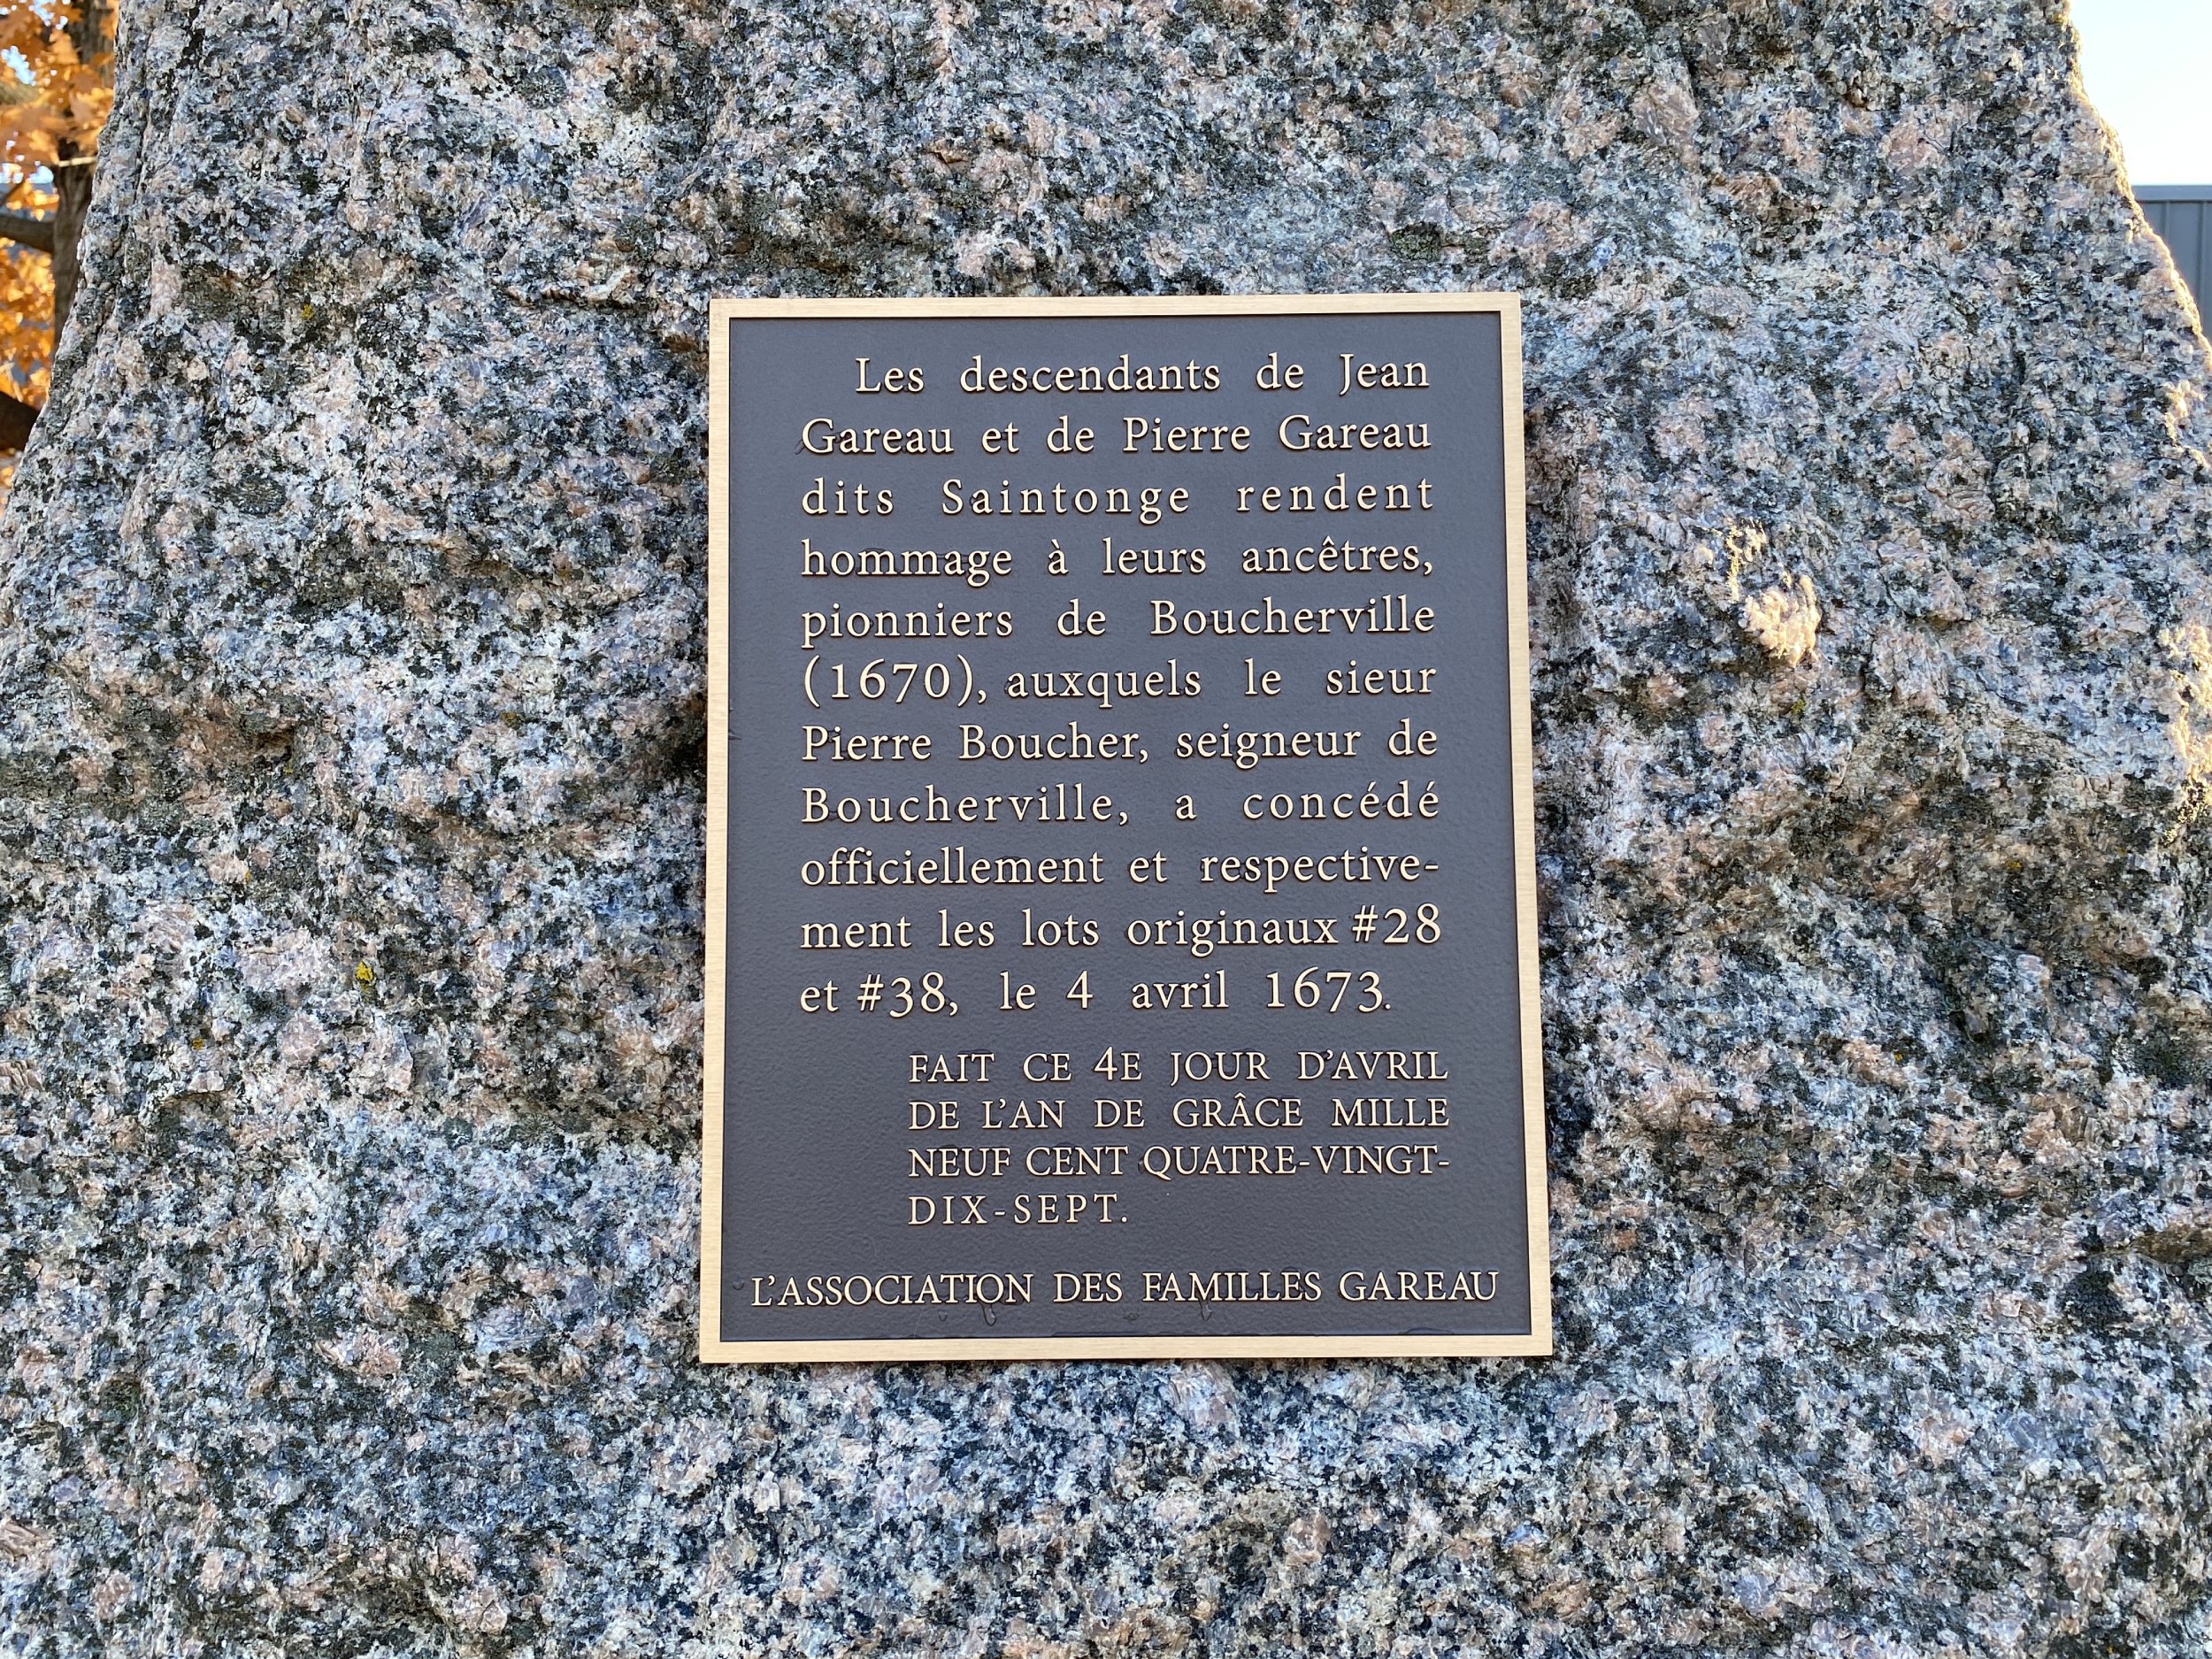 Les descendants de Jean
Gareau et de Pierre Gareau
dits Saintonge rendent
hommage à leurs ancêtres,
pionniers de Boucherville
(1670), auxquels le sieur
Pierre Boucher, seigneur de
Boucherville, a concédé
officiellement et respective-
ment les lots originaux #28
et #38, le 4 avril 1673.
FAIT CE 4E JOUR D'AVRIL
DE L'AN DE GRÂCE MILLE
NEUF CENT QUATRE-VINGT-
DIX-SEPT.
L'ASSOCIATION DES FAMILLES GAREAU